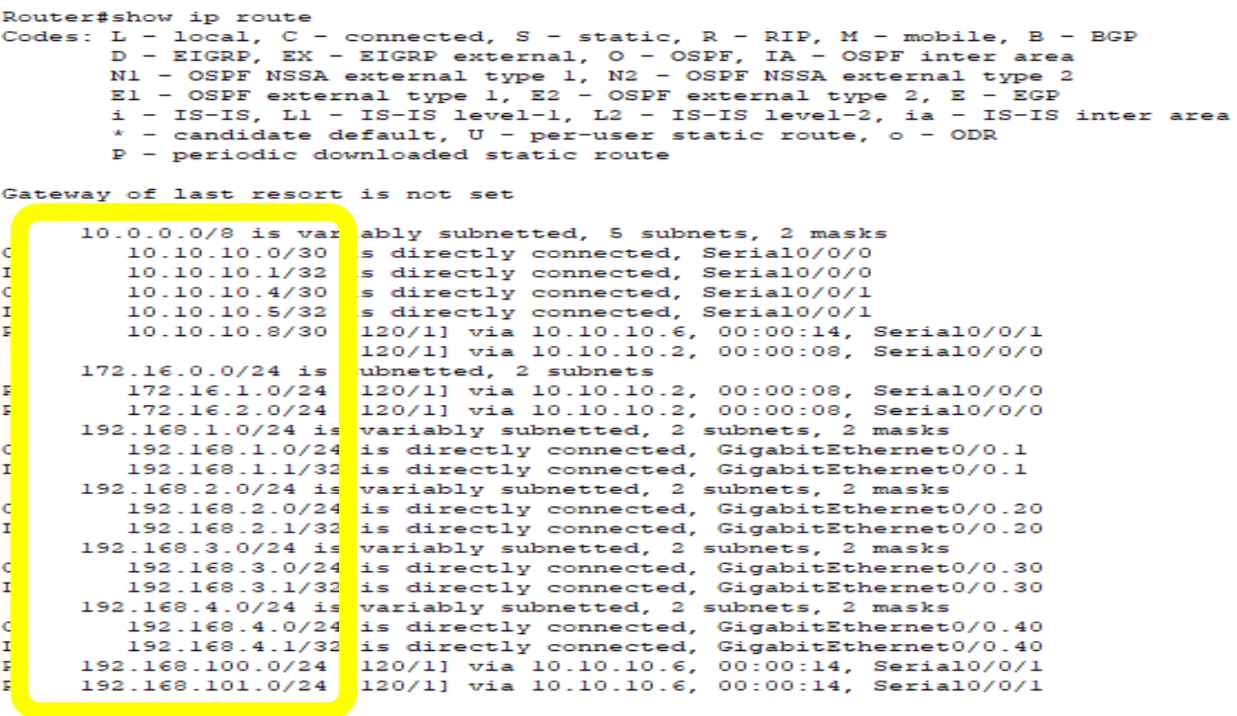 Router#show ip route
Codes: L - local, C - connected, S - static, R - RIP, M - mobile, B - BGP
D - EIGRP, EX - EIGRP external, O - OSPF, IA - OSPF inter area
N1 - OSPF NSSA external type 1, N2 - OSPF NSSA external type 2
E1 - OSPF external type 1, E2 - OSPF external type 2, E - EGP
i - IS-IS, L1 - IS-IS level-1, L2 - IS-IS level-2, ia - IS-IS inter area
* - candidate default, U - per-user static route, o - ODR
P - periodic downloaded static route
Gateway of last resort is not set
10.0.0.0/8 is variably subnetted, 5 subnets, 2 masks
C 10.10.10.0/30 is directly connected, Serial0/0/0
L 10.10.10.1/32 is directly connected, Serial0/0/0
C 10.10.10.4/30 is directly connected, Serial0/0/1
L 10.10.10.5/32 is directly connected, Serial0/0/1
R 10.10.10.8/30 [120/1] via 10.10.10.6, 00:00:14, Serial0/0/1
[120/1] via 10.10.10.2, 00:00:08, Serial0/0/0
172.16.0.0/24 is subnetted, 2 subnets
R 172.16.1.0/24 [120/1] via 10.10.10.2, 00:00:08, Serial0/0/0
R 172.16.2.0/24 [120/1] via 10.10.10.2, 00:00:08, Serial0/0/0
192.168.1.0/24 is variably subnetted, 2 subnets, 2 masks
C 192.168.1.0/24 is directly connected, GigabitEthernet0/0.1
L 192.168.1.1/32 is directly connected, GigabitEthernet0/0.1
192.168.2.0/24 is variably subnetted, 2 subnets, 2 masks
C 192.168.2.0/24 is directly connected, GigabitEthernet0/0.20
L 192.168.2.1/32 is directly connected, GigabitEthernet0/0.20
192.168.3.0/24 is variably subnetted, 2 subnets, 2 masks
C 192.168.3.0/24 is directly connected, GigabitEthernet0/0.30
L 192.168.3.1/32 is directly connected, GigabitEthernet0/0.30
192.168.4.0/24 is variably subnetted, 2 subnets, 2 masks
C 192.168.4.0/24 is directly connected, GigabitEthernet0/0.40
L 192.168.4.1/32 is directly connected, GigabitEthernet0/0.40
R 192.168.100.0/24 [120/1] via 10.10.10.6, 00:00:14, Serial0/0/1
R 192.168.101.0/24 [120/1] via 10.10.10.6, 00:00:14, Serial0/0/1